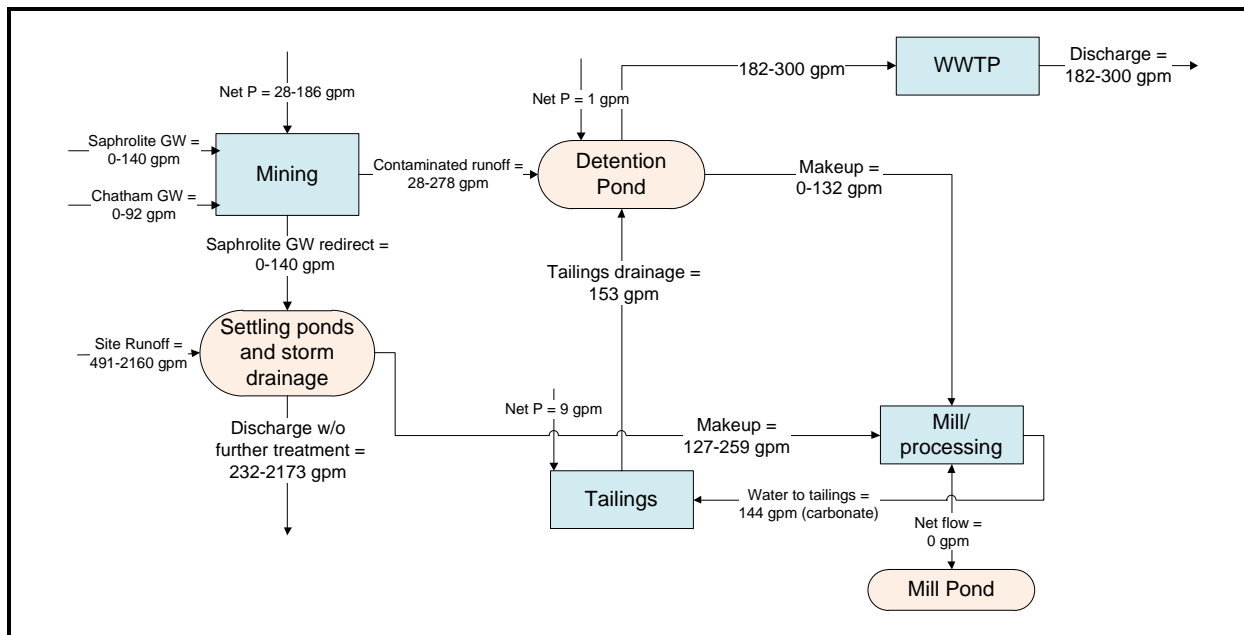 Net P = 28-186 gpm
Saphrolite GW =
0-140 gpm
Chatham GW =
0-92 gpm
Mining
Contaminated runoff =
28-278 gpm
Saphrolite GW redirect =
0-140 gpm
Site Runoff =
491-2160 gpm
Settling ponds
and storm
drainage
Discharge w/o
further treatment =
232-2173 gpm
Net P = 1 gpm
Detention
Pond
182-300 gpm
WWTP
Discharge =
182-300 gpm
Makeup =
0-132 gpm
Tailings drainage =
153 gpm
Net P = 9 gpm
Tailings
Makeup =
127-259 gpm
Mill/
processing
Water to tailings =
144 gpm (carbonate)
Net flow =
0 gpm
Mill Pond